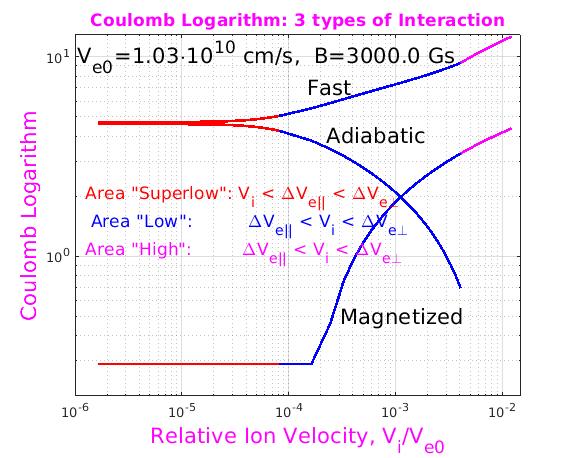 Coulomb Logarithm: 3 types of Interaction
V_e0=1.03·10^10 cm/s, B=3000.0 Gs
Fast
Adiabatic
Area "Superlow": V_i < ΔV_e|| < ΔV_e⊥
Area "Low": ΔV_e|| < V_i < ΔV_e⊥
Area "High": ΔV_e|| < V_i < ΔV_e⊥
Magnetized
Coulomb Logarithm
10^1
10^0
10^-6 10^-5 10^-4 10^-3 10^-2
Relative Ion Velocity, V_i/V_e0